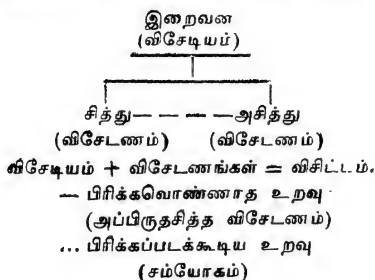 இறைவன
(விசேடியம்)
சித்து— — — —அசித்து
(விசேடணம்) (விசேடணம்)
விசேடியம் + விசேடணங்கள் = விசிட்டம்.
— பிரிக்கவொண்ணாத உறவு
(அப்பிருதசித்த விசேடணம்)
... பிரிக்கப்படக்கூடிய உறவு
(சம்யோகம்)